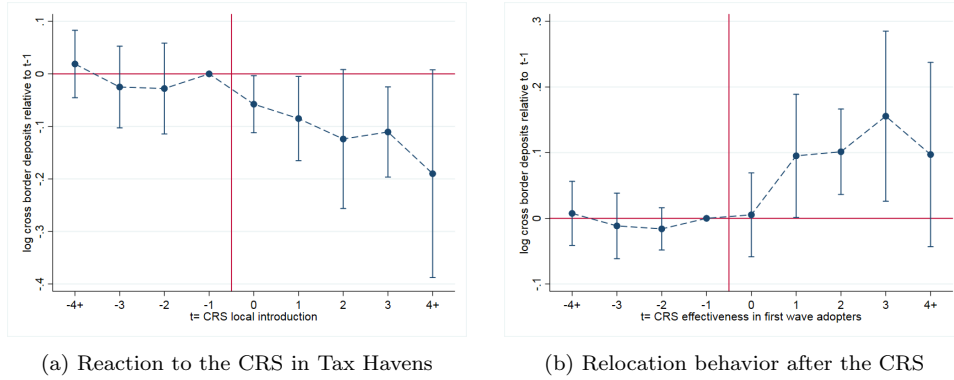 log cross border deposits relative to t-1
.1
0
-.1
-.2
-.3
-.4
-4+ -3 -2 -1 0 1 2 3 4+
t= CRS local introduction
(a) Reaction to the CRS in Tax Havens
log cross border deposits relative to t-1
.3
.2
.1
0
-.1
-4+ -3 -2 -1 0 1 2 3 4+
t= CRS effectiveness in first wave adopters
(b) Relocation behavior after the CRS